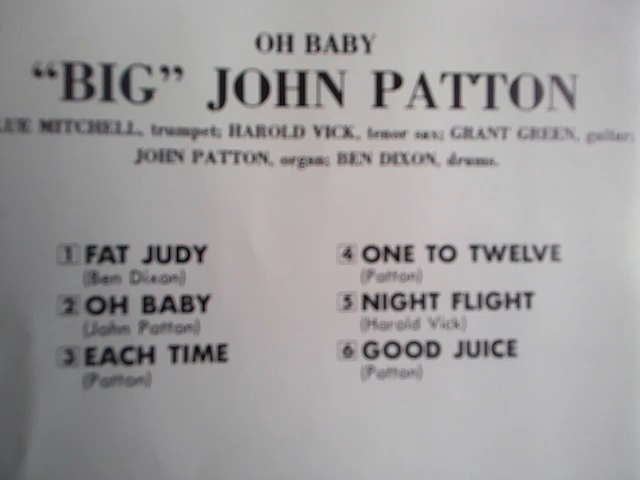 OH BABY
"BIG" JOHN PATTON
LUE MITCHELL, trumpet; HAROLD VICK, tenor sax; GRANT GREEN, guitar;
JOHN PATTON, organ; BEN DIXON, drums.
1 FAT JUDY
(Ben Dixon)
2 OH BABY
(John Patton)
3 EACH TIME
(Patton)
4 ONE TO TWELVE
(Patton)
5 NIGHT FLIGHT
(Harold Vick)
6 GOOD JUICE
(Patton)